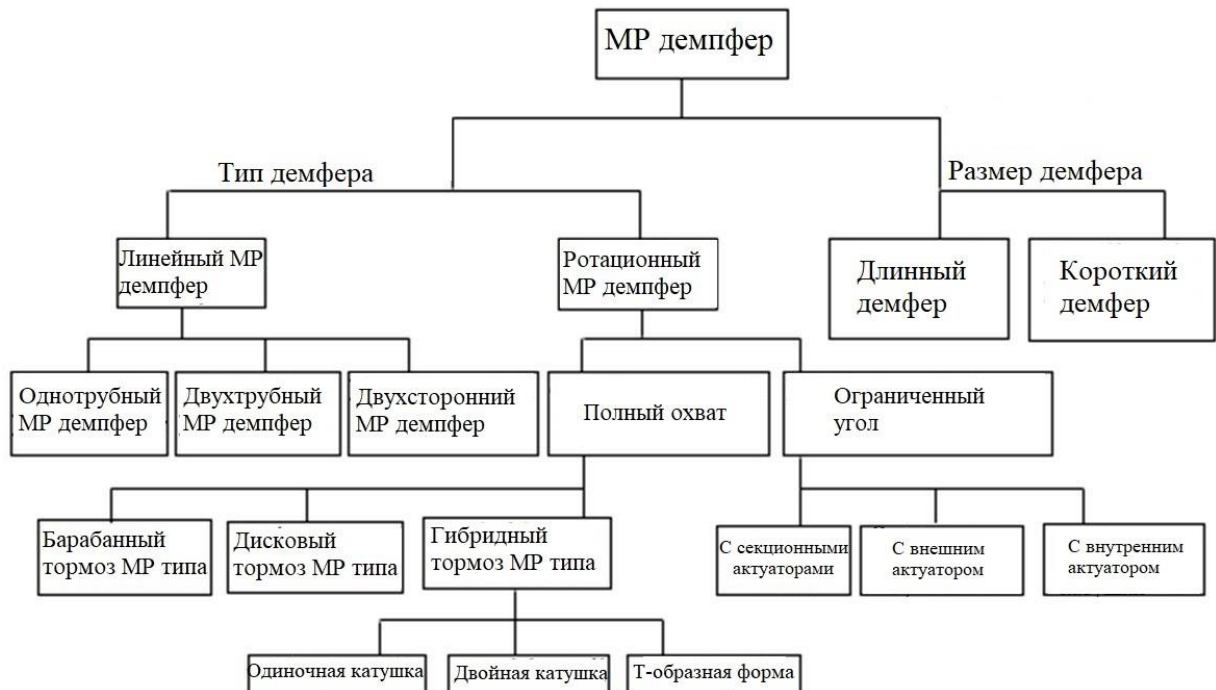 МР демпфер
Тип демфера
Размер демфера
Линейный МР
демпфер
Ротационный
МР демпфер
Длинный
демфер
Короткий
демфер
Однотрубный
МР демпфер
Двухтрубный
МР демпфер
Двухсторонний
МР демпфер
Полный охват
Ограниченный
угол
Барабанный
тормоз МР типа
Дисковый
тормоз МР типа
Гибридный
тормоз МР типа
С секционными
актуаторами
С внешним
актуатором
С внутренним
актуатором
Одиночная катушка
Двойная катушка
Т-образная форма